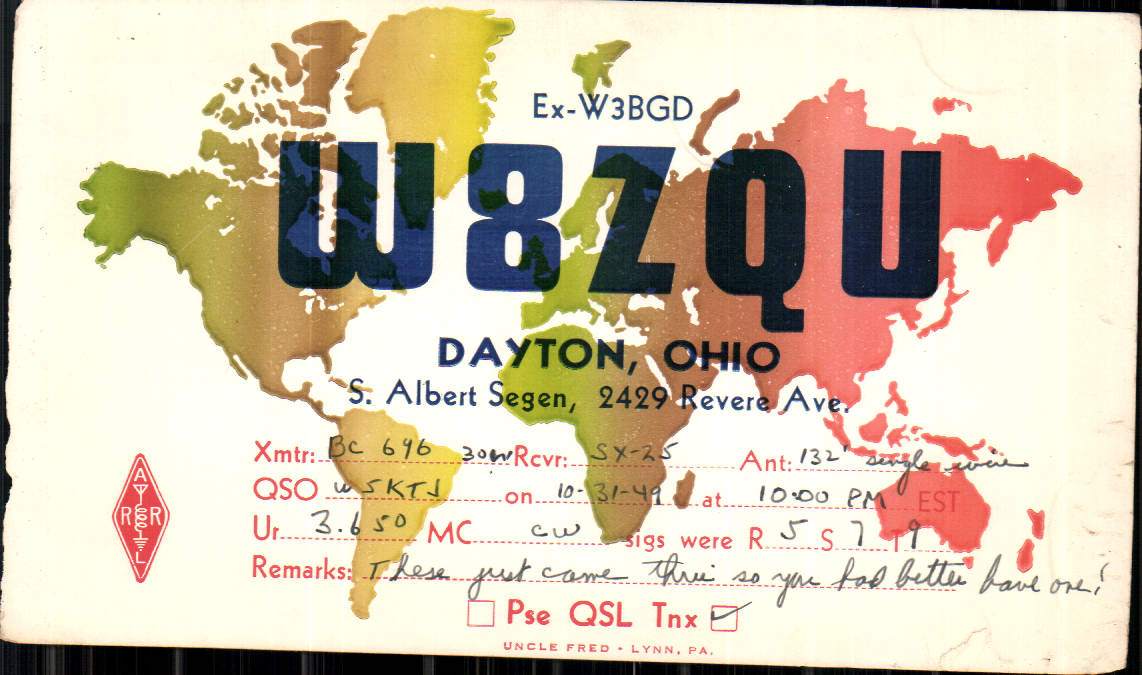 Ex-W3BGD
W8ZQU
DAYTON, OHIO
S. Albert Segen, 2429 Revere Ave.
Xmtr: BC 696 30W Rcvr: SX-25 Ant: 132' single wire
QSO W5KTJ on 10-31-49 at 10:00 PM EST
Ur 3.650 MC CW sigs were R 5 S 7 T 9
Remarks: These just came thru so you had better have one!
Pse QSL Tnx ✓
A
R R
L
UNCLE FRED - LYNN, PA.